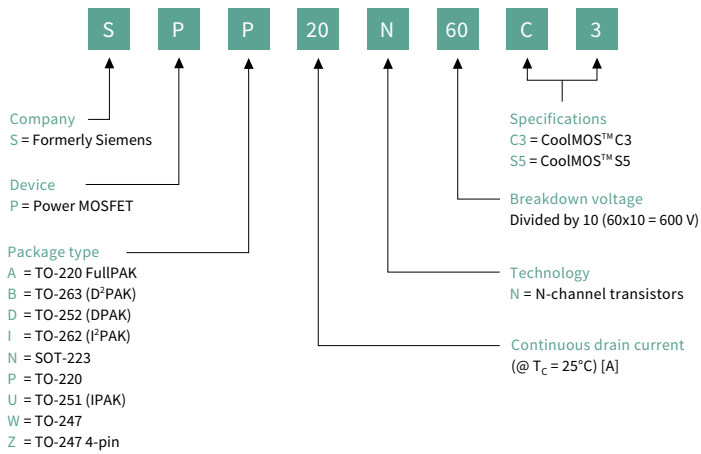 S P P 20 N 60 C 3
Company
S = Formerly Siemens
Device
P = Power MOSFET
Package type
A = TO-220 FullPAK
B = TO-263 (D²PAK)
D = TO-252 (DPAK)
I = TO-262 (I²PAK)
N = SOT-223
P = TO-220
U = TO-251 (IPAK)
W = TO-247
Z = TO-247 4-pin
Specifications
C3 = CoolMOS™ C3
S5 = CoolMOS™ S5
Breakdown voltage
Divided by 10 (60x10 = 600 V)
Technology
N = N-channel transistors
Continuous drain current
(@ T_C = 25°C) [A]